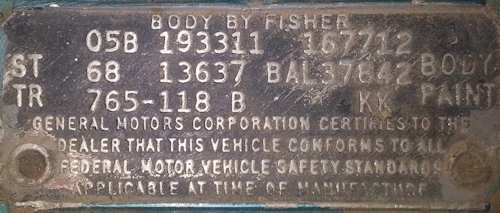 BODY BY FISHER
05B 193311 167712
ST 68 13637 BAL37842 BODY
TR 765-118 B KK PAINT
GENERAL MOTORS CORPORATION CERTIFIES TO THE
DEALER THAT THIS VEHICLE CONFORMS TO ALL
FEDERAL MOTOR VEHICLE SAFETY STANDARDS
APPLICABLE AT TIME OF MANUFACTURE